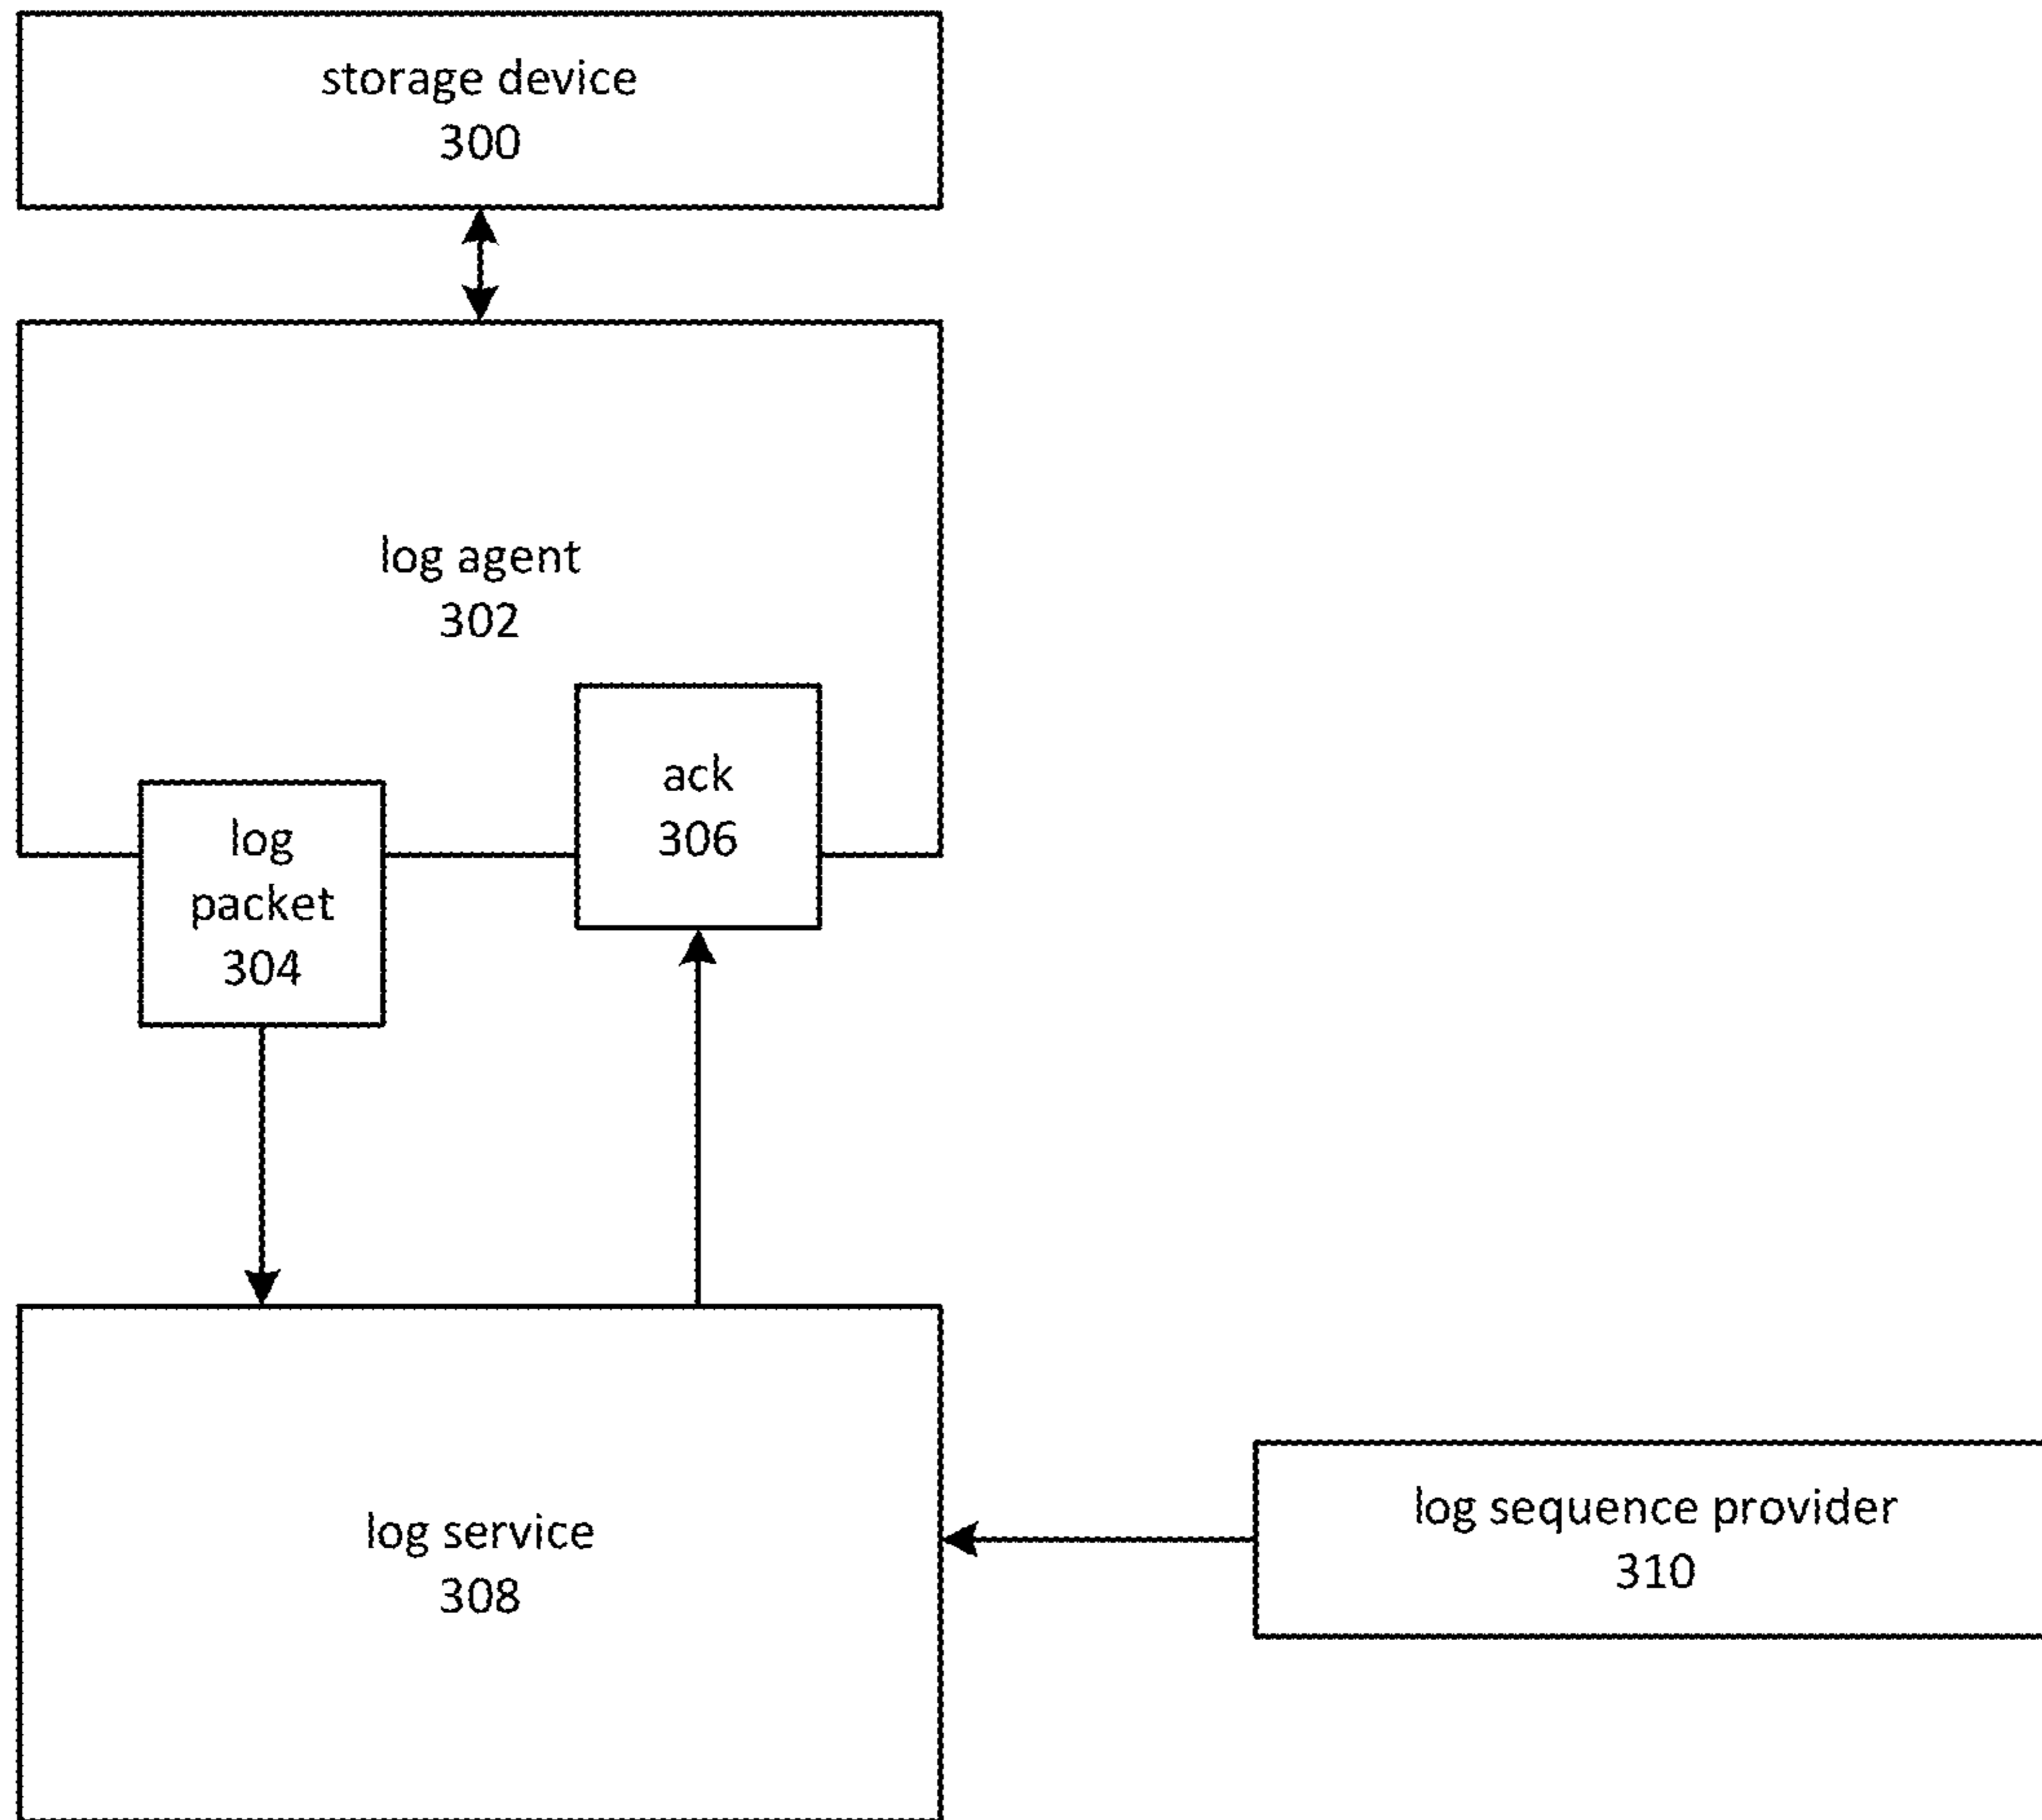 storage device
300
log agent
302
ack
306
log
packet
304
log service
308
log sequence provider
310